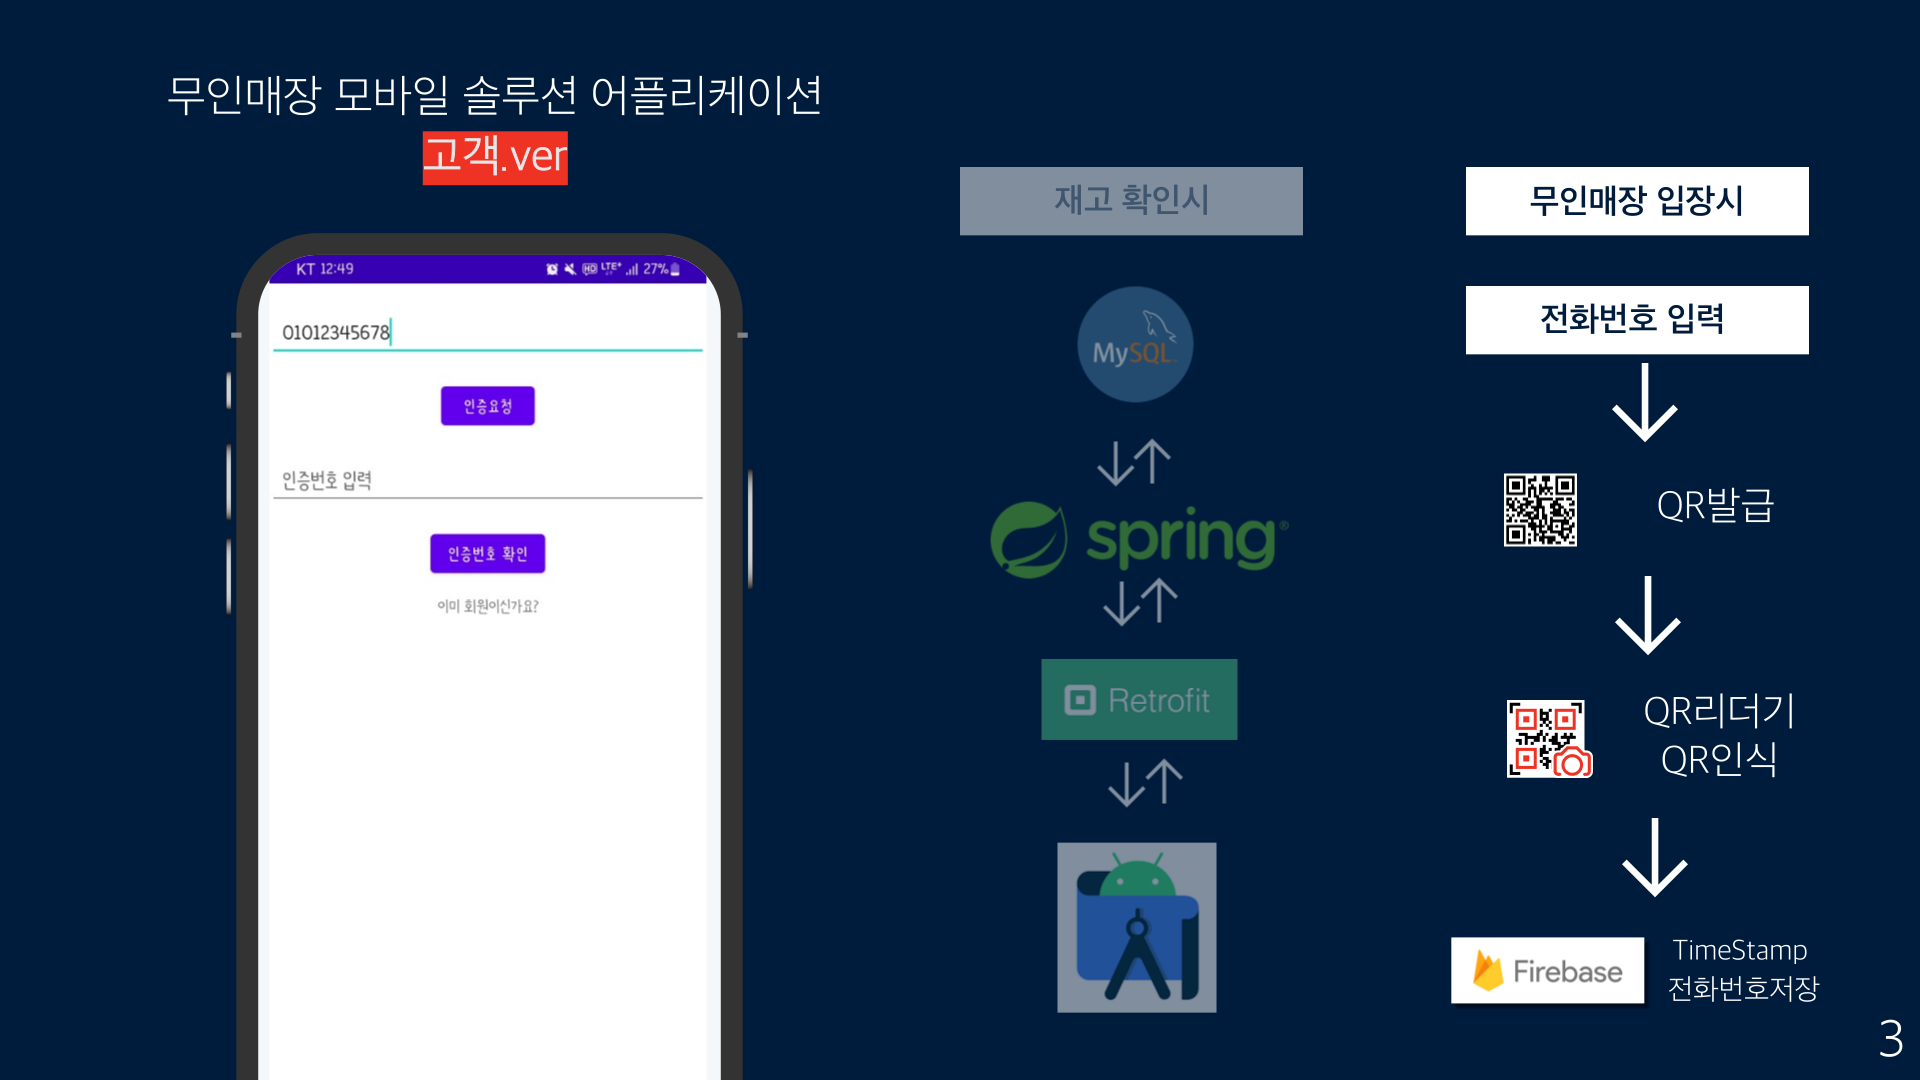 무인매장 모바일 솔루션 어플리케이션
고객.ver
KT 12:49
HD LTE+ 27%
01012345678
인증요청
인증번호 입력
인증번호 확인
이미 회원이신가요?
재고 확인시
MySQL
spring
Retrofit
무인매장 입장시
전화번호 입력
QR발급
QR리더기
QR인식
Firebase
TimeStamp
전화번호저장
3